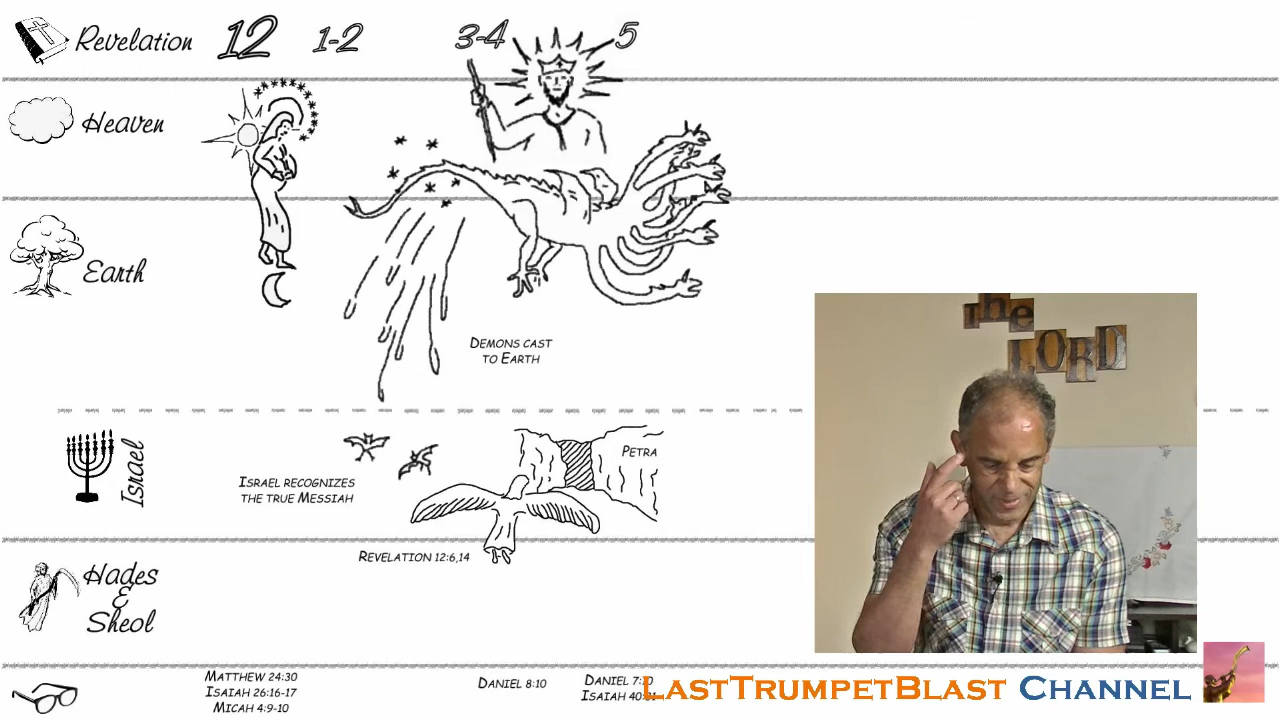 Revelation 12 1-2 3-4 5
Heaven
Earth
The
LORD
DEMONS CAST
TO EARTH
Israel
ISRAEL RECOGNIZES
THE TRUE MESSIAH
PETRA
REVELATION 12:6,14
Hades
&
Sheol
MATTHEW 24:30
ISAIAH 26:16-17
MICAH 4:9-10
DANIEL 8:10
DANIEL
ISAIAH
LASTTRUMPETBLAST CHANNEL